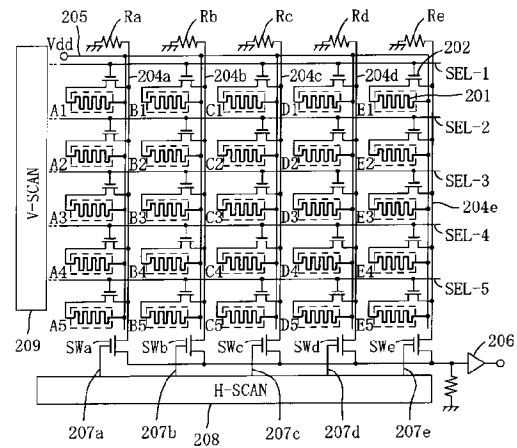 Ra Rb Rc Rd Re
Vdd 205 202
204a 204b 204c 204d SEL-1
A1 B1 C1 D1 E1 201
SEL-2
A2 B2 C2 D2 E2
SEL-3
V-SCAN
A3 B3 C3 D3 E3 204e
SEL-4
A4 B4 C4 D4 E4
SEL-5
A5 B5 C5 D5 E5
209 SWa SWb SWc SWd SWe 206
H-SCAN
207a 207b 207c 207d 207e
208